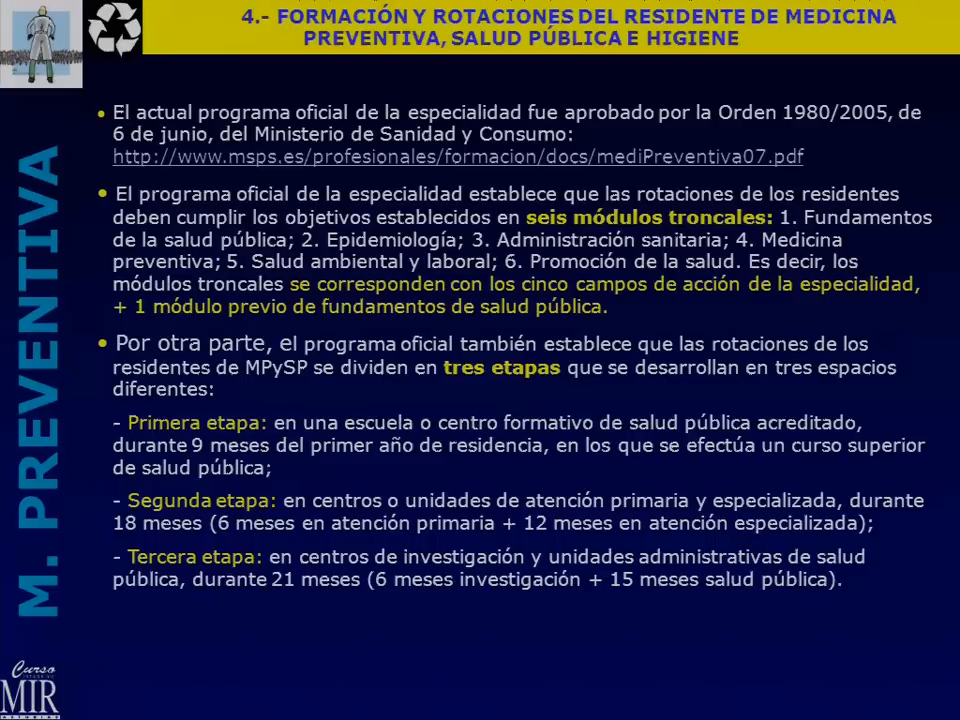 4.- FORMACIÓN Y ROTACIONES DEL RESIDENTE DE MEDICINA
PREVENTIVA, SALUD PÚBLICA E HIGIENE
• El actual programa oficial de la especialidad fue aprobado por la Orden 1980/2005, de
6 de junio, del Ministerio de Sanidad y Consumo:
http://www.msps.es/profesionales/formacion/docs/mediPreventiva07.pdf
• El programa oficial de la especialidad establece que las rotaciones de los residentes
deben cumplir los objetivos establecidos en seis módulos troncales: 1. Fundamentos
de la salud pública; 2. Epidemiología; 3. Administración sanitaria; 4. Medicina
preventiva; 5. Salud ambiental y laboral; 6. Promoción de la salud. Es decir, los
módulos troncales se corresponden con los cinco campos de acción de la especialidad,
+ 1 módulo previo de fundamentos de salud pública.
• Por otra parte, el programa oficial también establece que las rotaciones de los
residentes de MPySP se dividen en tres etapas que se desarrollan en tres espacios
diferentes:
- Primera etapa: en una escuela o centro formativo de salud pública acreditado,
durante 9 meses del primer año de residencia, en los que se efectúa un curso superior
de salud pública;
- Segunda etapa: en centros o unidades de atención primaria y especializada, durante
18 meses (6 meses en atención primaria + 12 meses en atención especializada);
- Tercera etapa: en centros de investigación y unidades administrativas de salud
pública, durante 21 meses (6 meses investigación + 15 meses salud pública).
M. PREVENTIVA
Curso
MIR
ASTURIAS